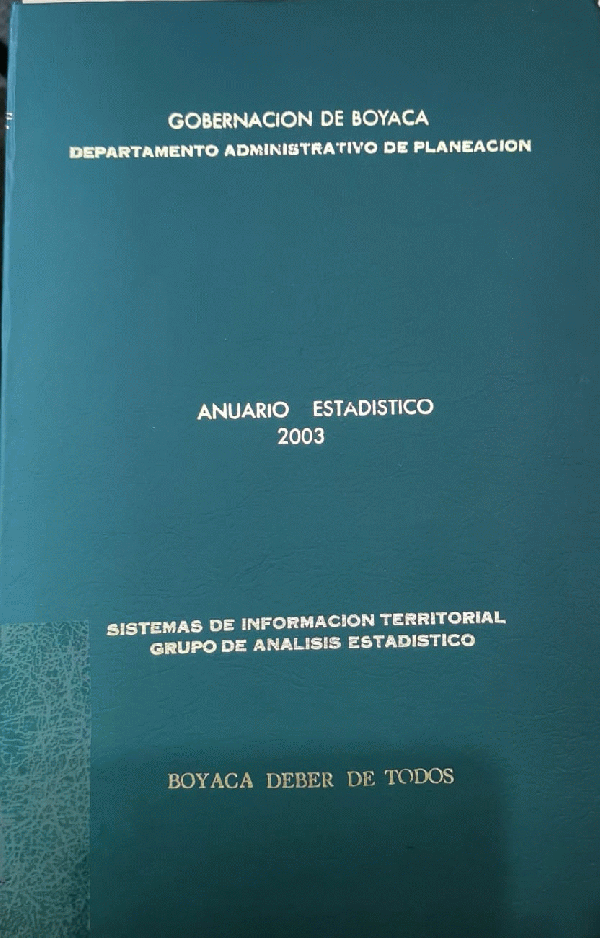 GOBERNACION DE BOYACA
DEPARTAMENTO ADMINISTRATIVO DE PLANEACION
ANUARIO ESTADISTICO
2003
SISTEMAS DE INFORMACION TERRITORIAL
GRUPO DE ANALISIS ESTADISTICO
BOYACA DEBER DE TODOS